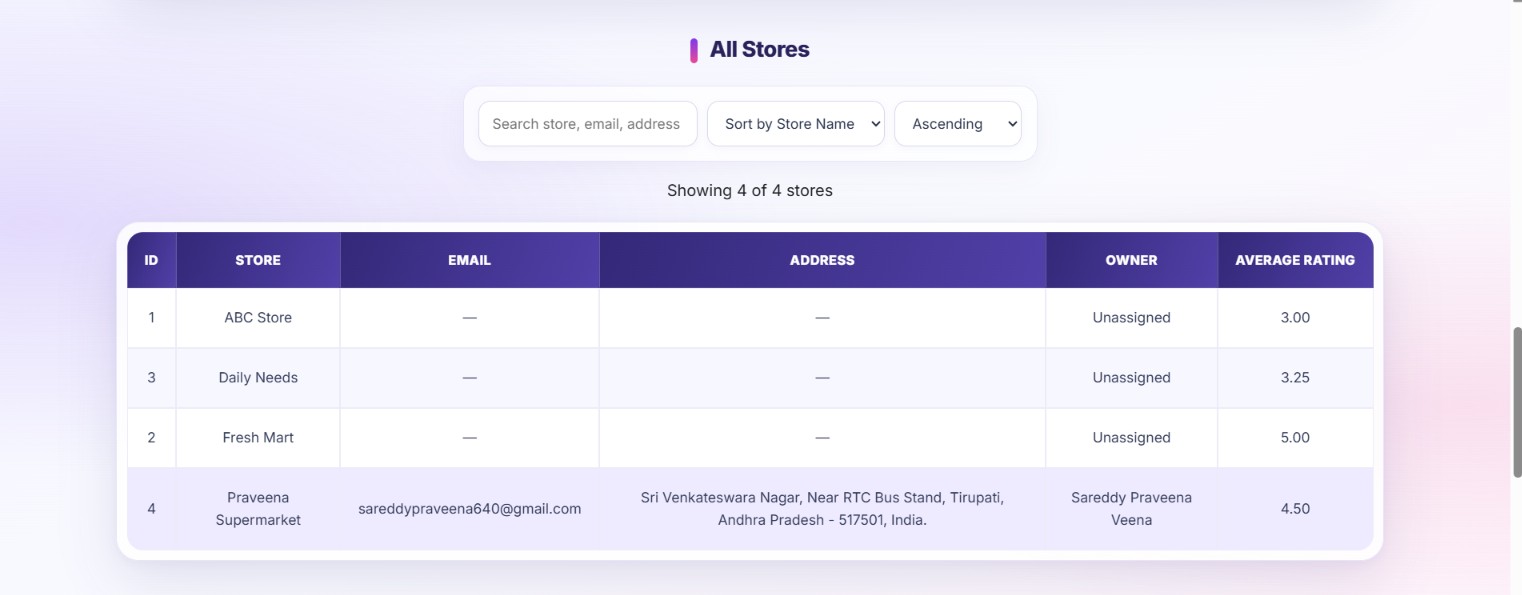 All Stores
Search store, email, address
Sort by Store Name
Ascending
Showing 4 of 4 stores
ID STORE EMAIL ADDRESS OWNER AVERAGE RATING
1 ABC Store — — Unassigned 3.00
3 Daily Needs — — Unassigned 3.25
2 Fresh Mart — — Unassigned 5.00
4 Praveena Supermarket sareddypraveena640@gmail.com Sri Venkateswara Nagar, Near RTC Bus Stand, Tirupati, Andhra Pradesh - 517501, India. Sareddy Praveena Veena 4.50